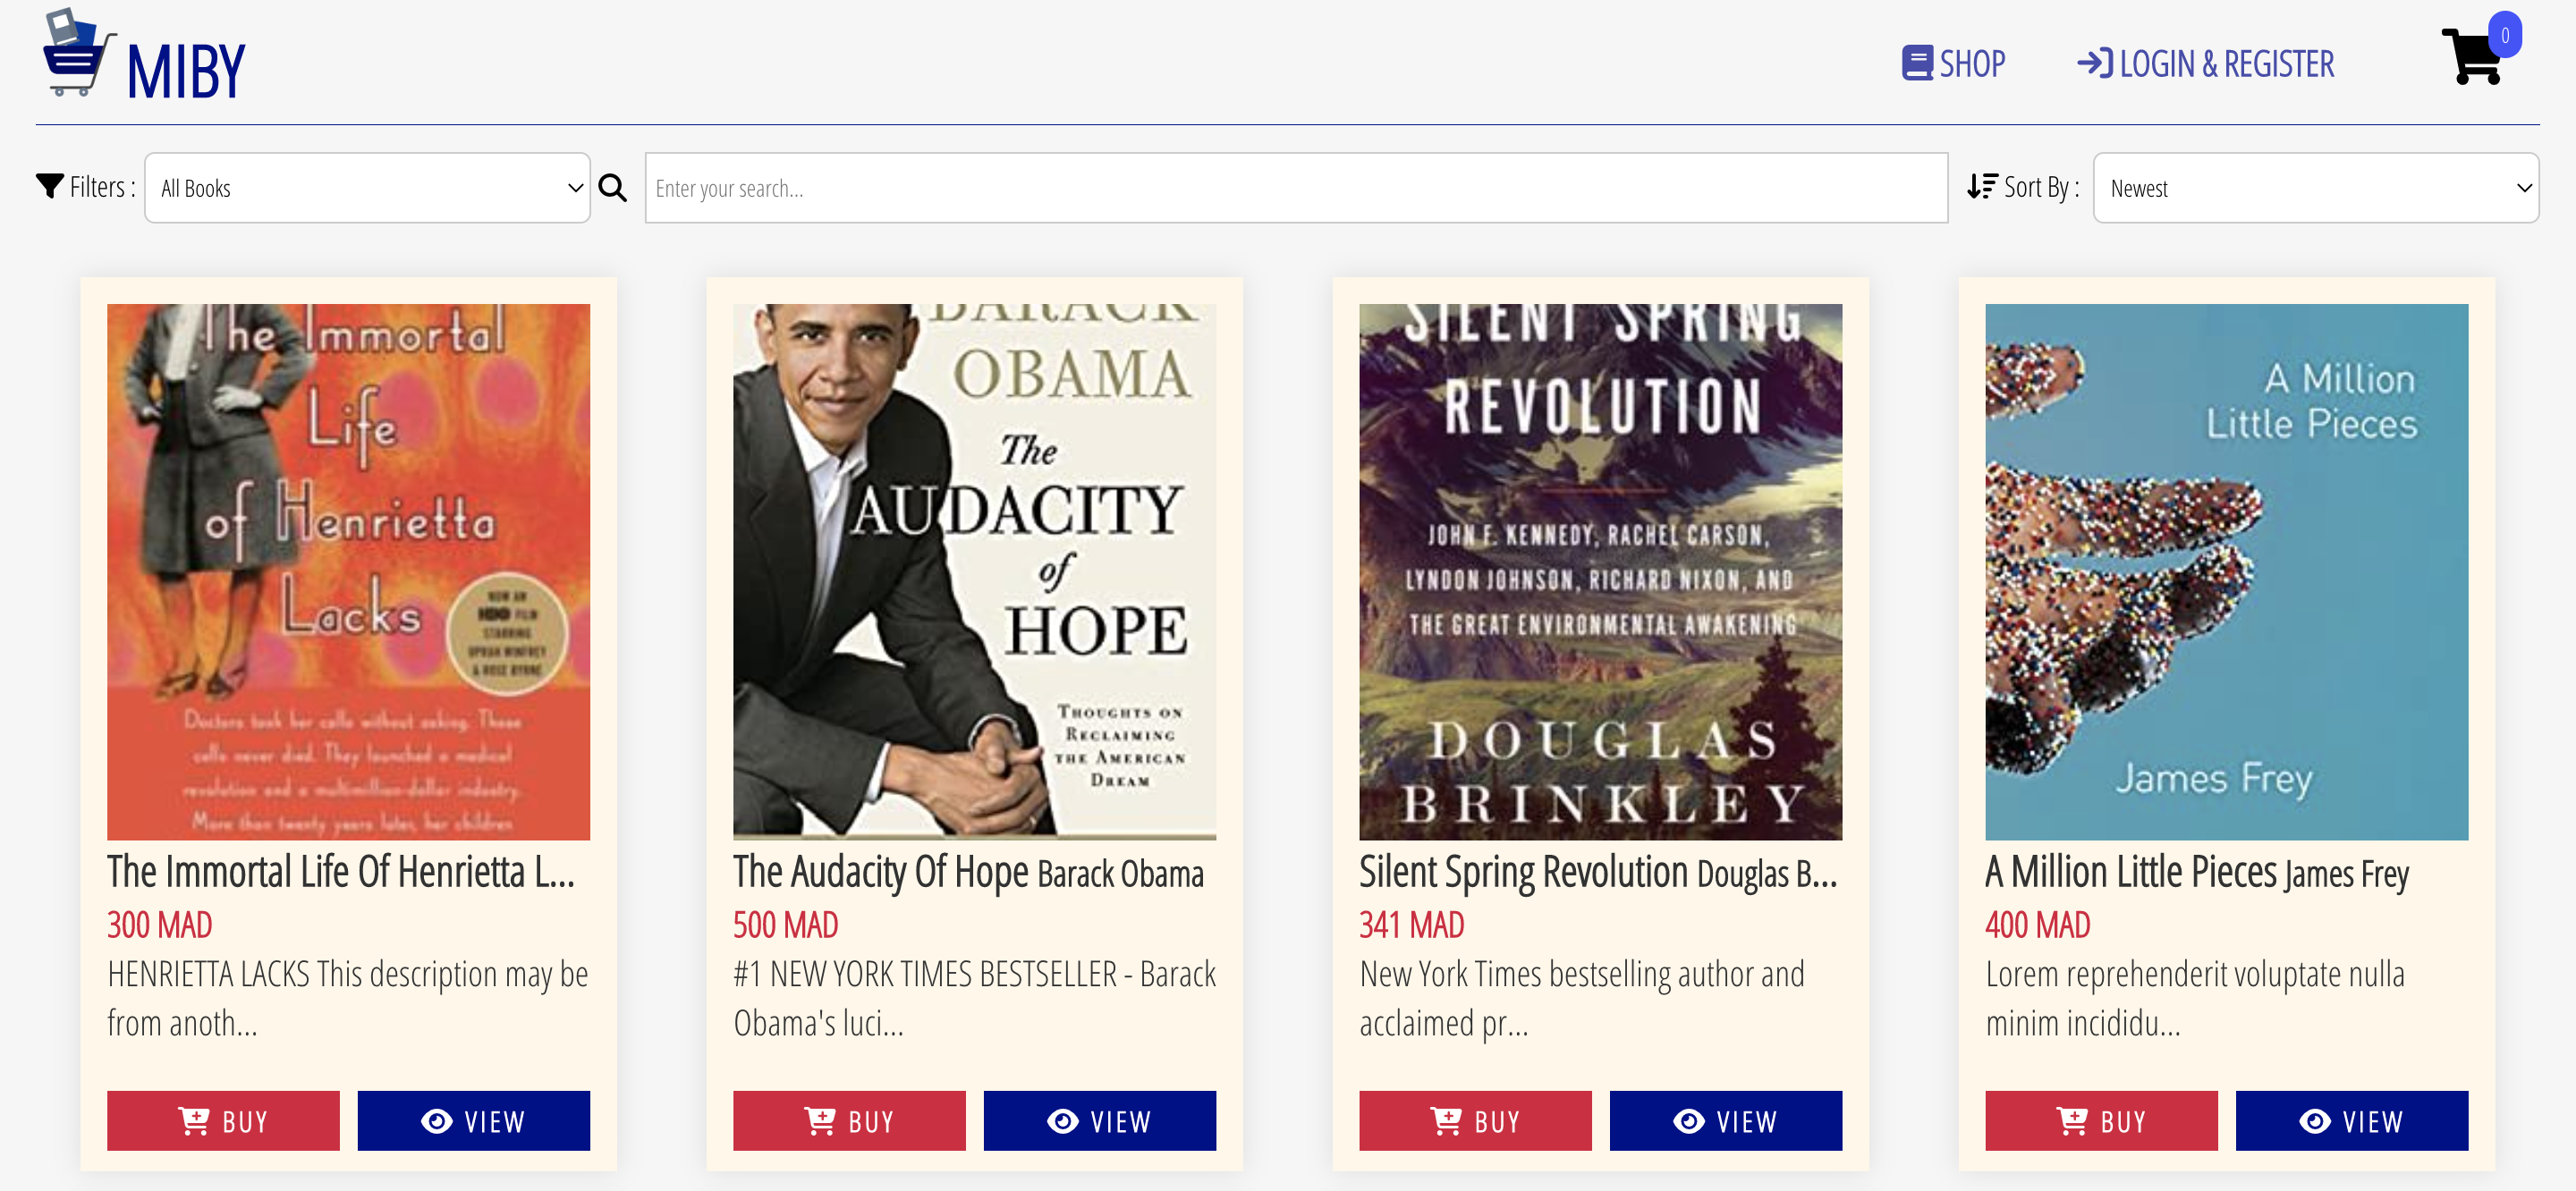 MIBY
SHOP
LOGIN & REGISTER
0
Filters :
All Books
Enter your search...
Sort By :
Newest
The Immortal
Life
of Henrietta
Lacks
NOW AN
HBO FILM
STARRING
OPRAH WINFREY
& ROSE BYRNE
Doctors took her cells without asking. Those
cells never died. They launched a medical
revolution and a multimillion-dollar industry.
More than twenty years later, her children
The Immortal Life Of Henrietta L...
300 MAD
HENRIETTA LACKS This description may be
from anoth...
BUY
VIEW
BARACK
OBAMA
The
AUDACITY
of
HOPE
THOUGHTS ON
RECLAIMING
THE AMERICAN
DREAM
The Audacity Of Hope Barack Obama
500 MAD
#1 NEW YORK TIMES BESTSELLER - Barack
Obama's luci...
BUY
VIEW
SILENT SPRING
REVOLUTION
JOHN F. KENNEDY, RACHEL CARSON,
LYNDON JOHNSON, RICHARD NIXON, AND
THE GREAT ENVIRONMENTAL AWAKENING
DOUGLAS
BRINKLEY
Silent Spring Revolution Douglas B...
341 MAD
New York Times bestselling author and
acclaimed pr...
BUY
VIEW
A Million
Little Pieces
James Frey
A Million Little Pieces James Frey
400 MAD
Lorem reprehenderit voluptate nulla
minim incididu...
BUY
VIEW